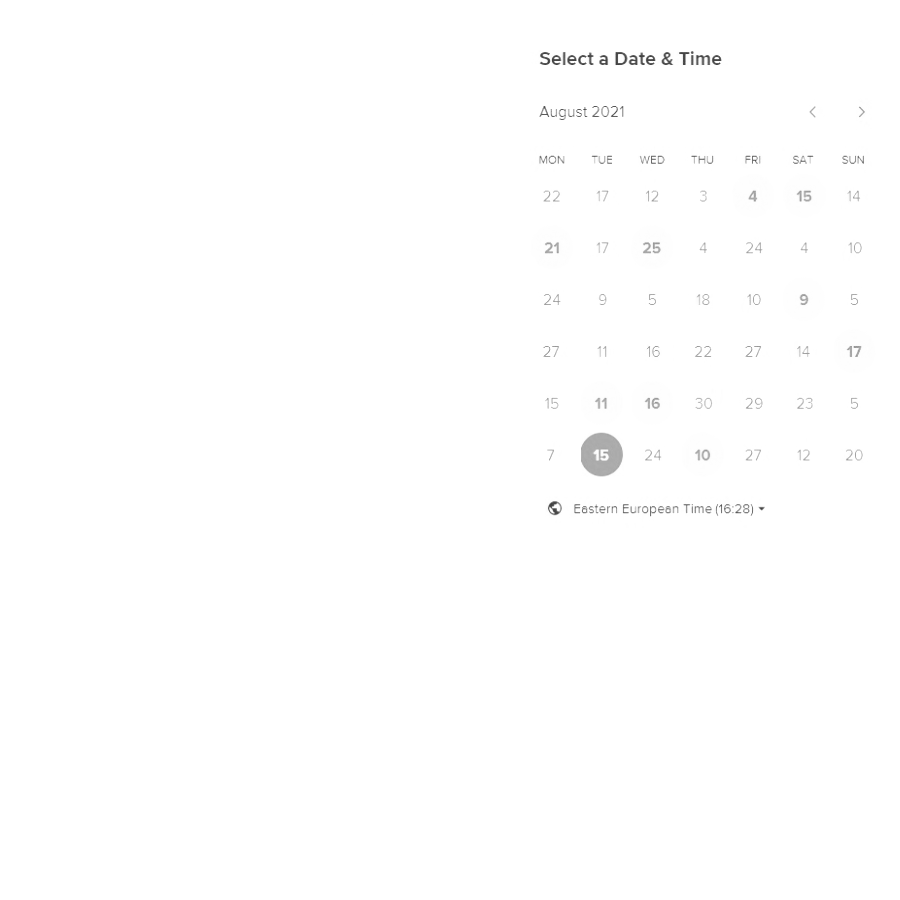 Select a Date & Time
August 2021
MON TUE WED THU FRI SAT SUN
22 17 12 3 4 15 14
21 17 25 4 24 4 10
24 9 5 18 10 9 5
27 11 16 22 27 14 17
15 11 16 30 29 23 5
7 15 24 10 27 12 20
Eastern European Time (16:28)